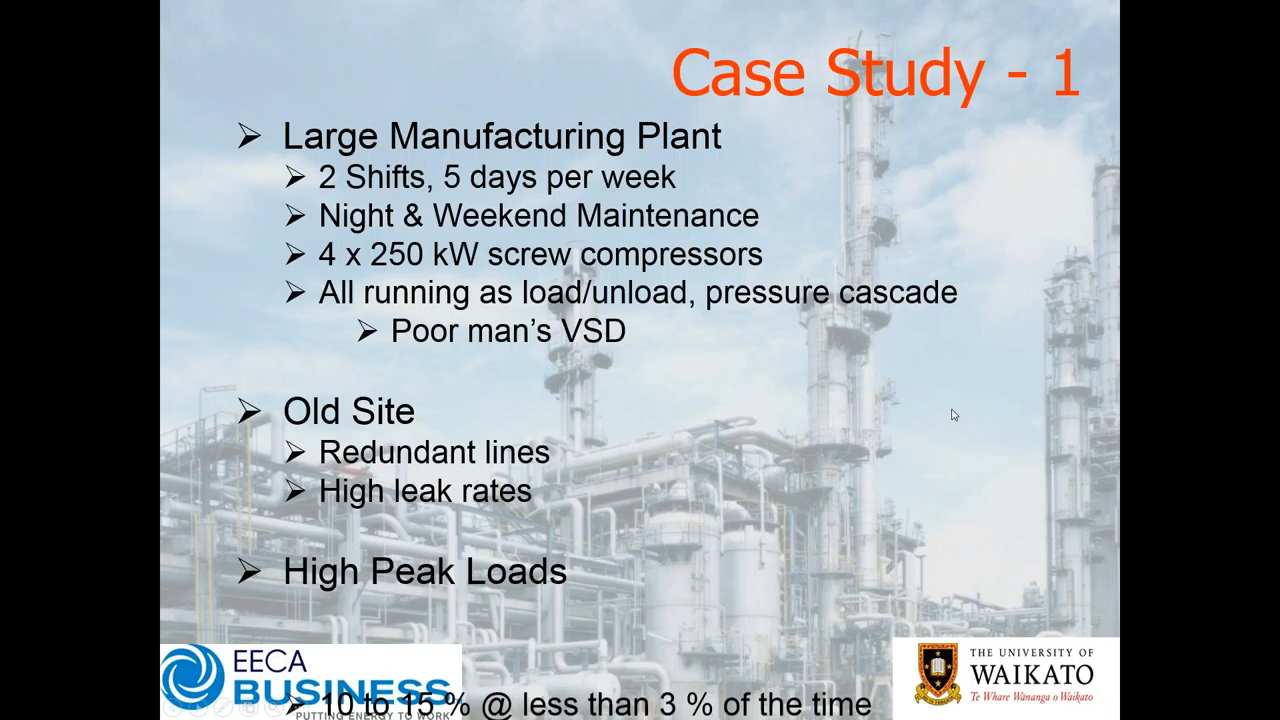 Case Study - 1
➢ Large Manufacturing Plant
➢ 2 Shifts, 5 days per week
➢ Night & Weekend Maintenance
➢ 4 x 250 kW screw compressors
➢ All running as load/unload, pressure cascade
➢ Poor man’s VSD
➢ Old Site
➢ Redundant lines
➢ High leak rates
➢ High Peak Loads
➢ 10 to 15 % @ less than 3 % of the time
EECA
BUSINESS
PUTTING ENERGY TO WORK
THE UNIVERSITY OF
WAIKATO
Te Whare Wānanga o Waikato